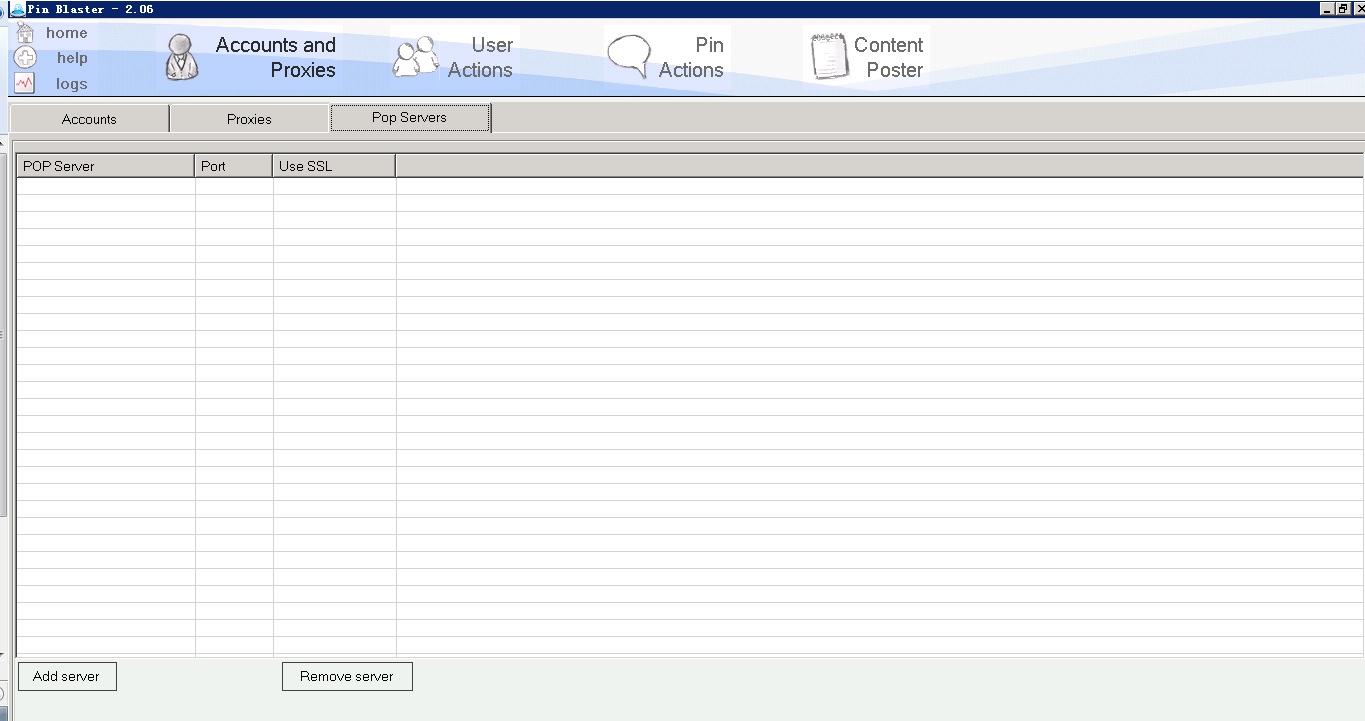 Pin Blaster - 2.06
home
help
logs
Accounts and
Proxies
User
Actions
Pin
Actions
Content
Poster
Accounts
Proxies
Pop Servers
POP Server
Port
Use SSL
Add server
Remove server